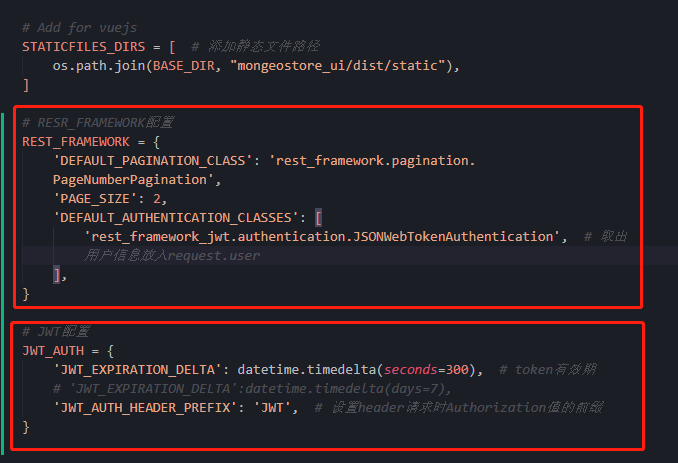 # Add for vuejs
STATICFILES_DIRS = [  # 添加静态文件路径
    os.path.join(BASE_DIR, "mongeostore_ui/dist/static"),
]
# RESR_FRAMEWORK配置
REST_FRAMEWORK = {
    'DEFAULT_PAGINATION_CLASS': 'rest_framework.pagination.
    PageNumberPagination',
    'PAGE_SIZE': 2,
    'DEFAULT_AUTHENTICATION_CLASSES': [
        'rest_framework_jwt.authentication.JSONWebTokenAuthentication',  # 取出
        用户信息放入request.user
    ],
}
# JWT配置
JWT_AUTH = {
    'JWT_EXPIRATION_DELTA': datetime.timedelta(seconds=300),  # token有效期
    # 'JWT_EXPIRATION_DELTA':datetime.timedelta(days=7),
    'JWT_AUTH_HEADER_PREFIX': 'JWT',  # 设置header请求时Authorization值的前缀
}